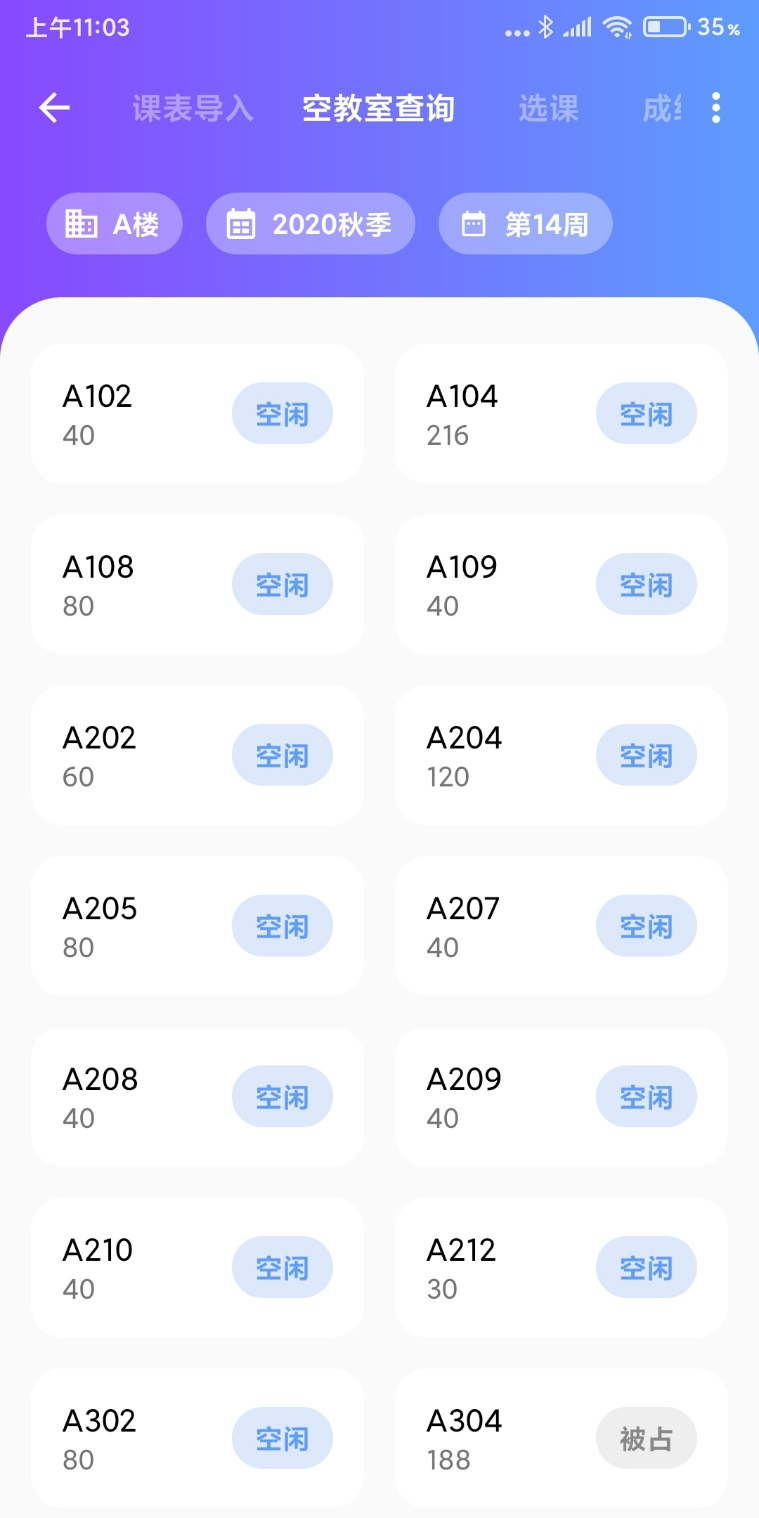 上午11:03
35%
课表导入 空教室查询 选课
A楼 2020秋季 第14周
A102 空闲 A104 空闲
40 216
A108 空闲 A109 空闲
80 40
A202 空闲 A204 空闲
60 120
A205 空闲 A207 空闲
80 40
A208 空闲 A209 空闲
40 40
A210 空闲 A212 空闲
40 30
A302 空闲 A304 被占
80 188